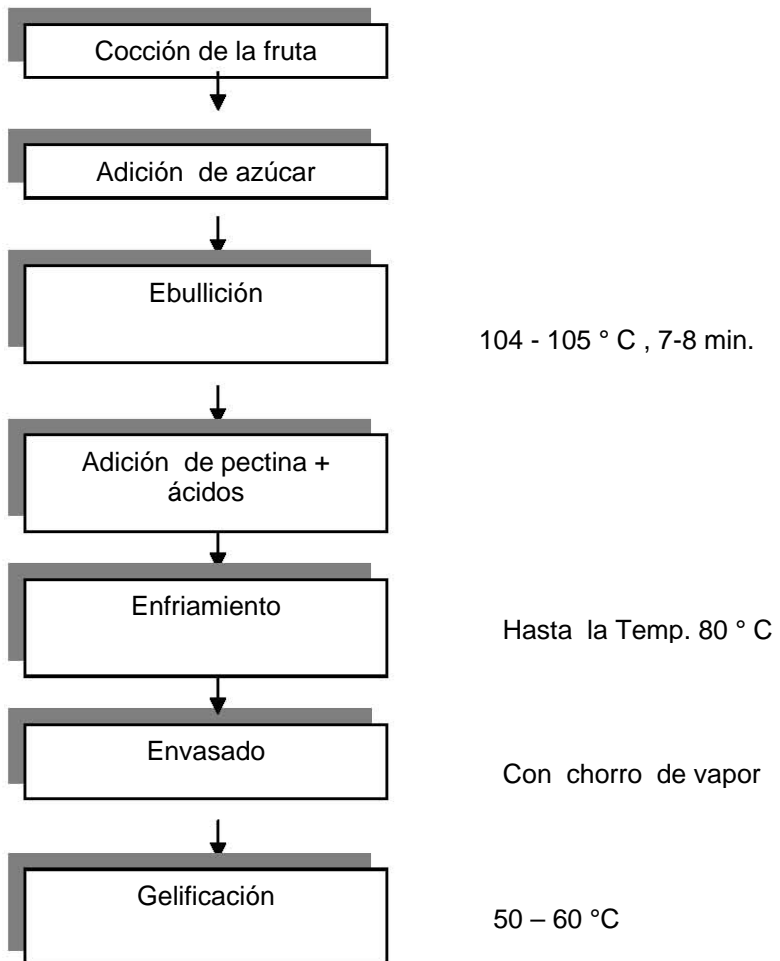 Cocción de la fruta
Adición de azúcar
Ebullición
104 - 105 ° C , 7-8 min.
Adición de pectina +
ácidos
Enfriamiento
Hasta la Temp. 80 ° C
Envasado
Con chorro de vapor
Gelificación
50 – 60 °C